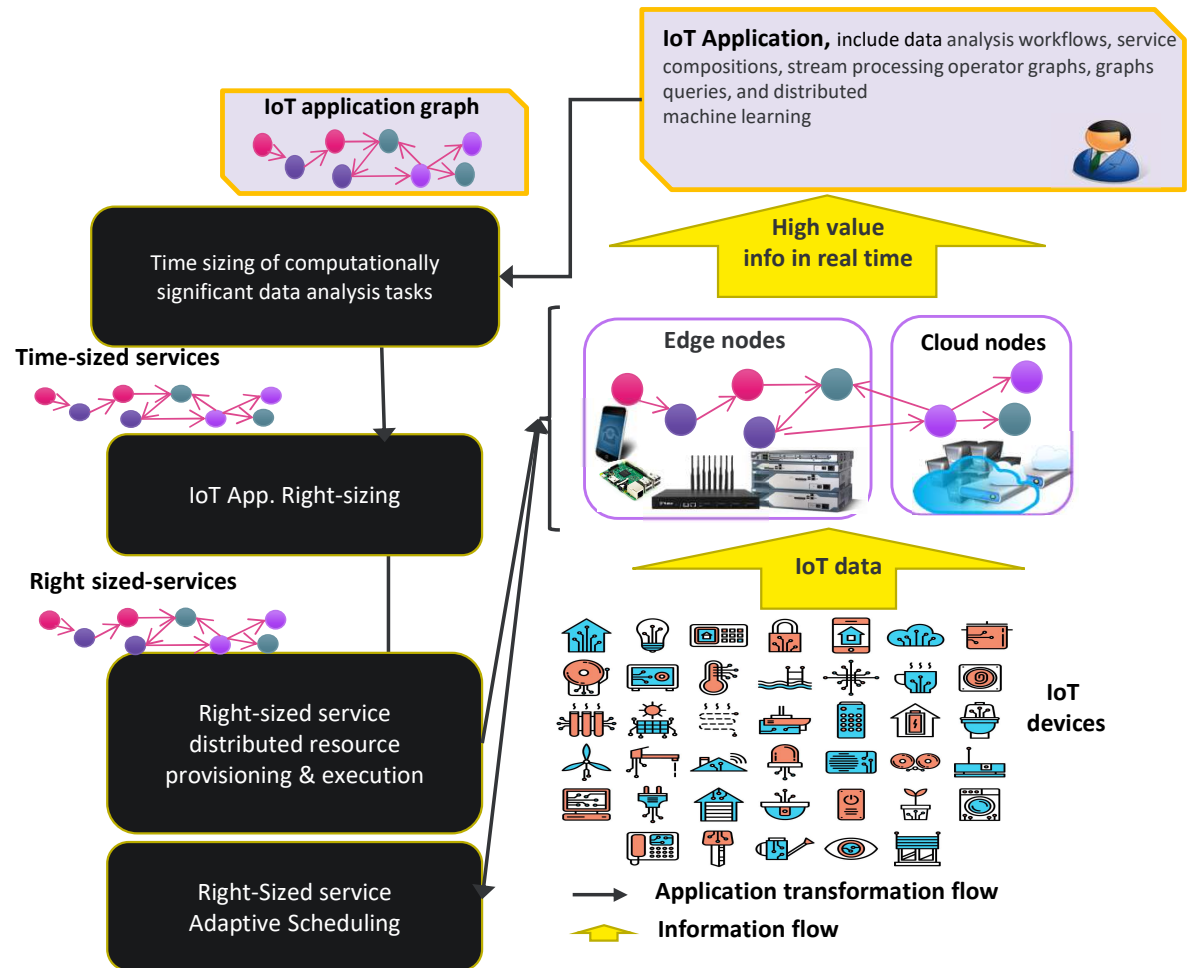 IoT Application, include data analysis workflows, service
compositions, stream processing operator graphs, graphs
queries, and distributed
machine learning
IoT application graph
Time sizing of computationally
significant data analysis tasks
High value
info in real time
Time-sized services
Edge nodes
Cloud nodes
IoT App. Right-sizing
IoT data
Right sized-services
Right-sized service
distributed resource
provisioning & execution
IoT
devices
Right-Sized service
Adaptive Scheduling
Application transformation flow
Information flow